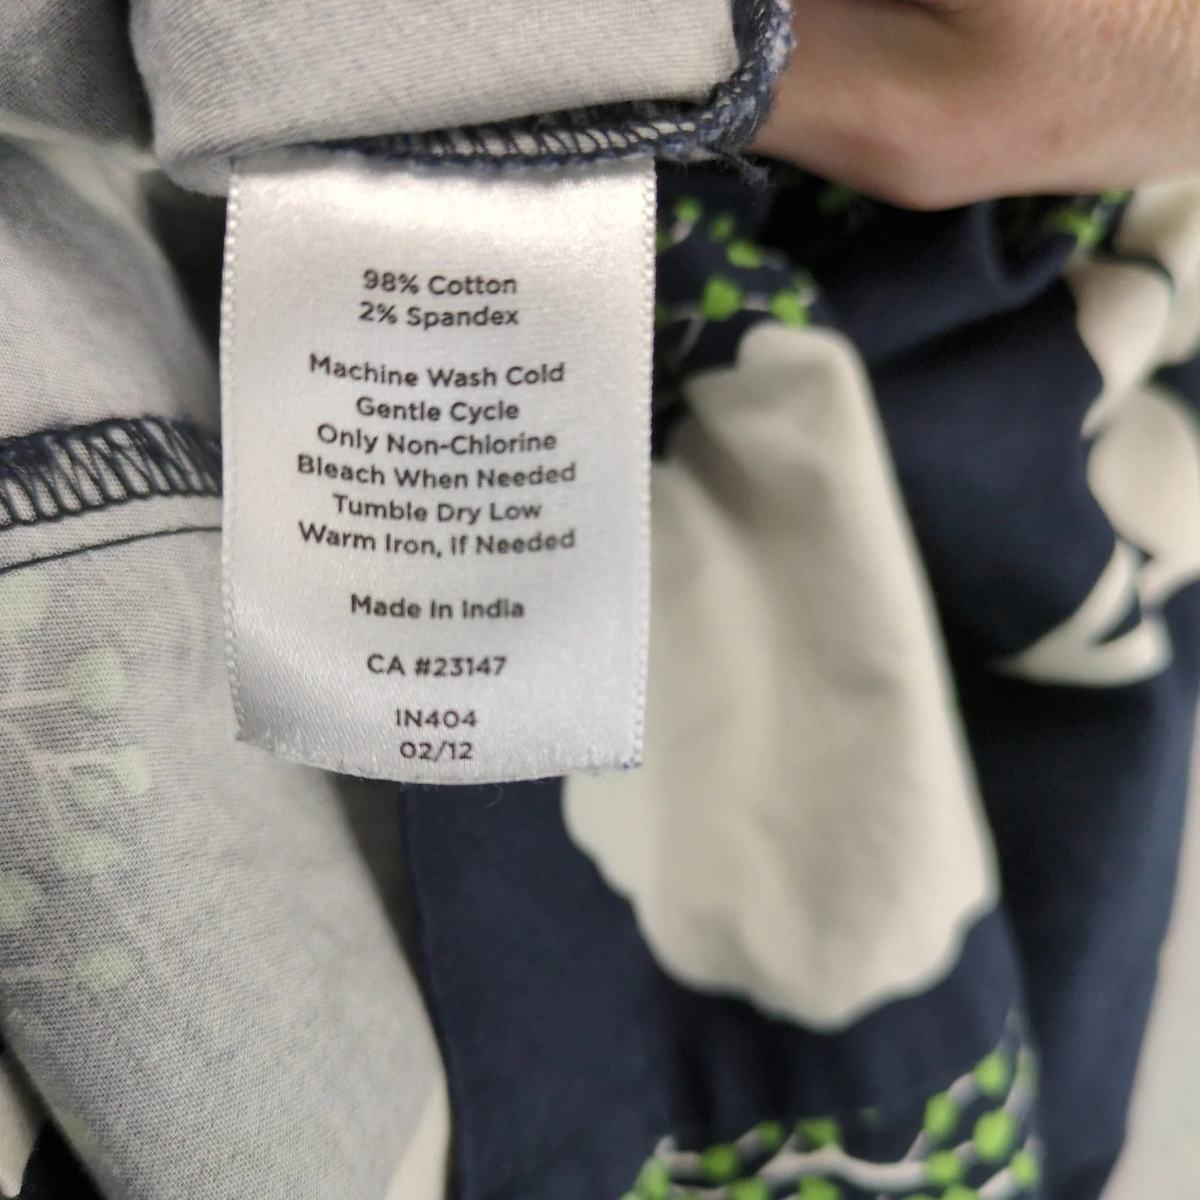 98% Cotton
2% Spandex
Machine Wash Cold
Gentle Cycle
Only Non-Chlorine
Bleach When Needed
Tumble Dry Low
Warm Iron, If Needed
Made In India
CA #23147
IN404
02/12